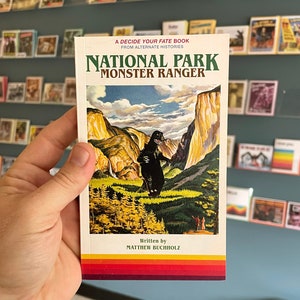 A DECIDE YOUR FATE BOOK
FROM ALTERNATE HISTORIES
NATIONAL PARK
MONSTER RANGER
Written by
MATTHEW BUCHHOLZ